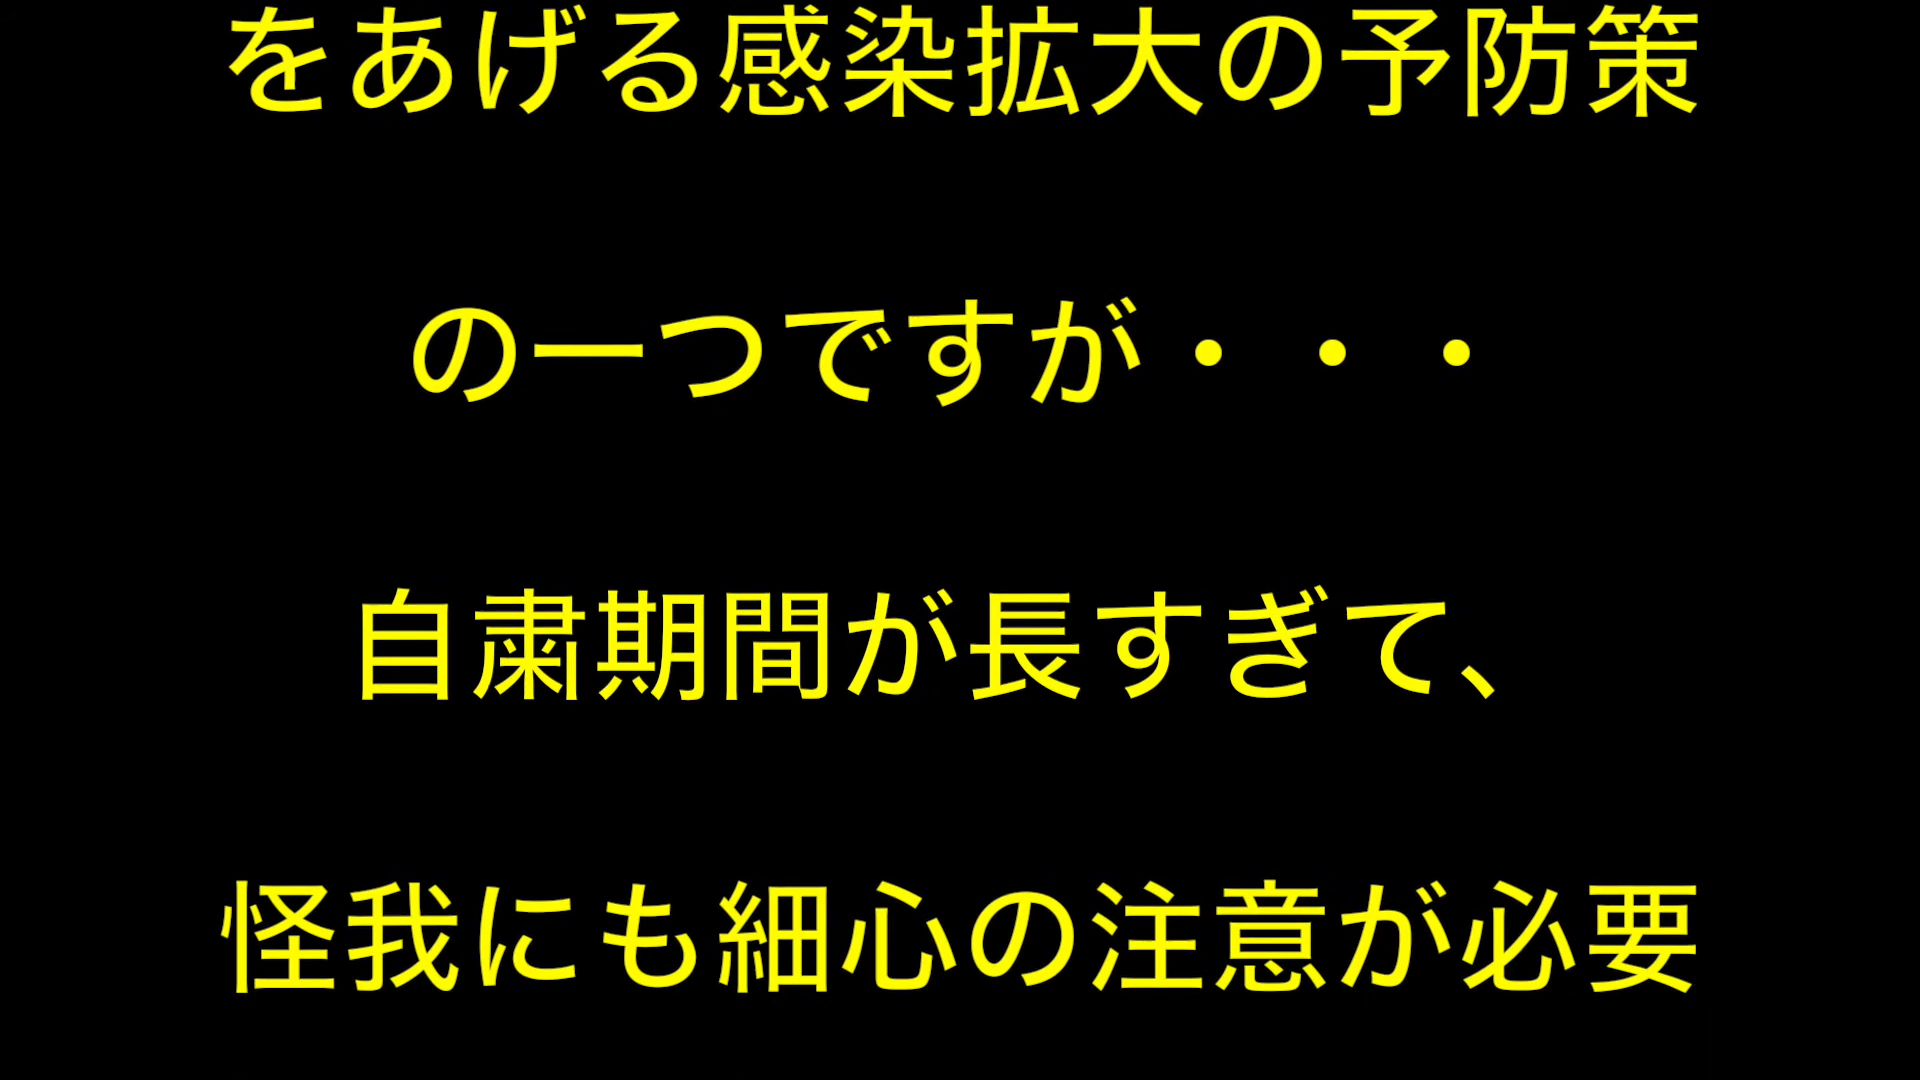 をあげる感染拡大の予防策
の一つですが・・・
自粛期間が長すぎて、
怪我にも細心の注意が必要